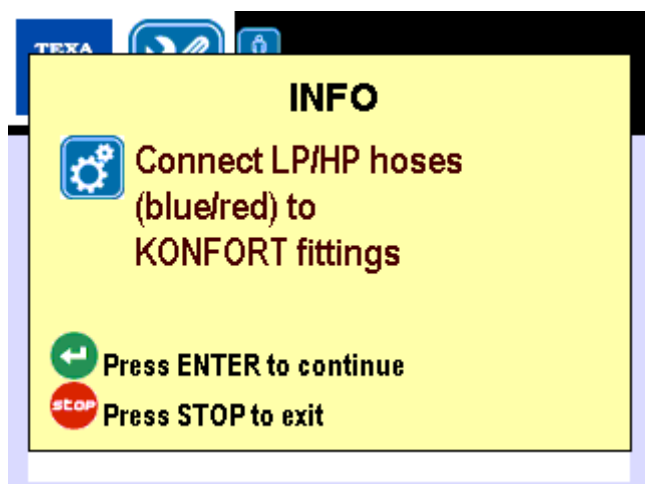 TEXA
INFO
Connect LP/HP hoses
(blue/red) to
KONFORT fittings
Press ENTER to continue
stop
Press STOP to exit